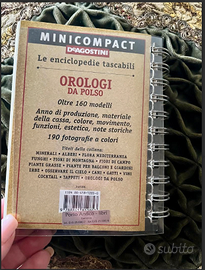 MINICOMPACT
DeAGOSTINI
Le enciclopedie tascabili
OROLOGI
DA POLSO
Oltre 160 modelli
Anno di produzione, materiale
della cassa, colore, movimento,
funzioni, estetica, note storiche
190 fotografie a colori
Titoli della collana:
MINERALI • ALBERI • FLORA MEDITERRANEA
FUNGHI • FIORI DI MONTAGNA • FIORI DI CAMPO
PIANTE GRASSE • PIANTE PER BALCONI E GIARDINI
ERBE • OSSERVARE IL CIELO • CANI • GATTI • VINI
COCKTAIL • TAPPETI • OROLOGI DA POLSO
subito